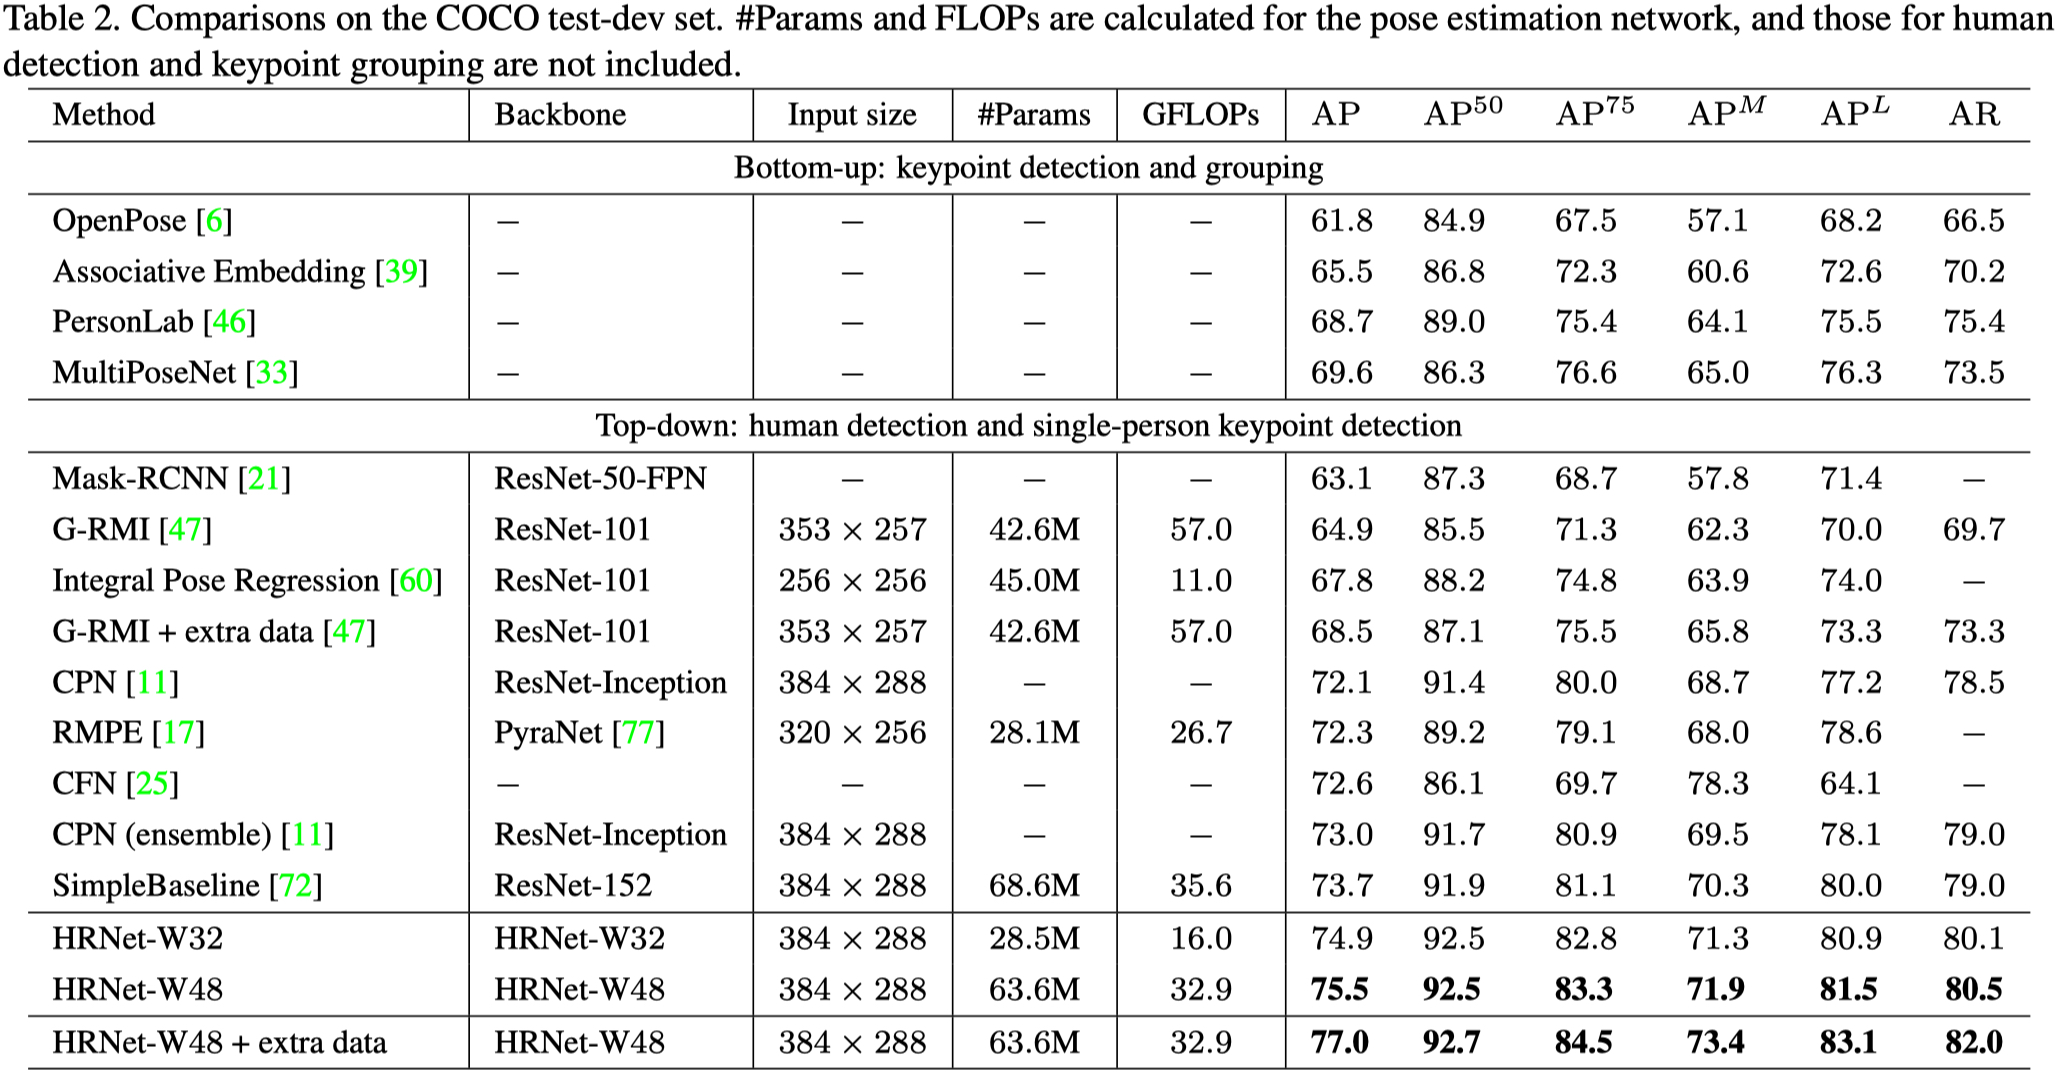 Table 2. Comparisons on the COCO test-dev set. #Params and FLOPs are calculated for the pose estimation network, and those for human
detection and keypoint grouping are not included.
Method Backbone Input size #Params GFLOPs AP AP^50 AP^75 AP^M AP^L AR
Bottom-up: keypoint detection and grouping
OpenPose [6] – – – – 61.8 84.9 67.5 57.1 68.2 66.5
Associative Embedding [39] – – – – 65.5 86.8 72.3 60.6 72.6 70.2
PersonLab [46] – – – – 68.7 89.0 75.4 64.1 75.5 75.4
MultiPoseNet [33] – – – – 69.6 86.3 76.6 65.0 76.3 73.5
Top-down: human detection and single-person keypoint detection
Mask-RCNN [21] ResNet-50-FPN – – – 63.1 87.3 68.7 57.8 71.4 –
G-RMI [47] ResNet-101 353 × 257 42.6M 57.0 64.9 85.5 71.3 62.3 70.0 69.7
Integral Pose Regression [60] ResNet-101 256 × 256 45.0M 11.0 67.8 88.2 74.8 63.9 74.0 –
G-RMI + extra data [47] ResNet-101 353 × 257 42.6M 57.0 68.5 87.1 75.5 65.8 73.3 73.3
CPN [11] ResNet-Inception 384 × 288 – – 72.1 91.4 80.0 68.7 77.2 78.5
RMPE [17] PyraNet [77] 320 × 256 28.1M 26.7 72.3 89.2 79.1 68.0 78.6 –
CFN [25] – – – – 72.6 86.1 69.7 78.3 64.1 –
CPN (ensemble) [11] ResNet-Inception 384 × 288 – – 73.0 91.7 80.9 69.5 78.1 79.0
SimpleBaseline [72] ResNet-152 384 × 288 68.6M 35.6 73.7 91.9 81.1 70.3 80.0 79.0
HRNet-W32 HRNet-W32 384 × 288 28.5M 16.0 74.9 92.5 82.8 71.3 80.9 80.1
HRNet-W48 HRNet-W48 384 × 288 63.6M 32.9 75.5 92.5 83.3 71.9 81.5 80.5
HRNet-W48 + extra data HRNet-W48 384 × 288 63.6M 32.9 77.0 92.7 84.5 73.4 83.1 82.0